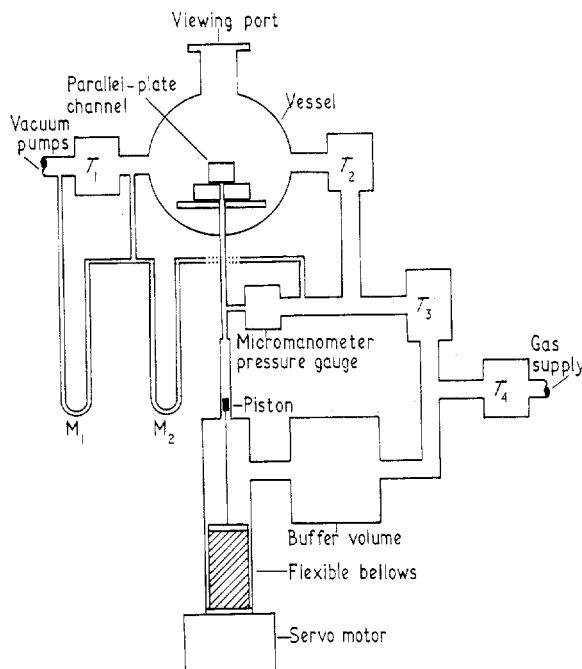 Viewing port
Parallel-plate
channel
Vessel
Vacuum
pumps
T1
T2
T3
Micromanometer
pressure gauge
Gas
supply
T4
M1
M2
Piston
Buffer volume
Flexible bellows
Servo motor